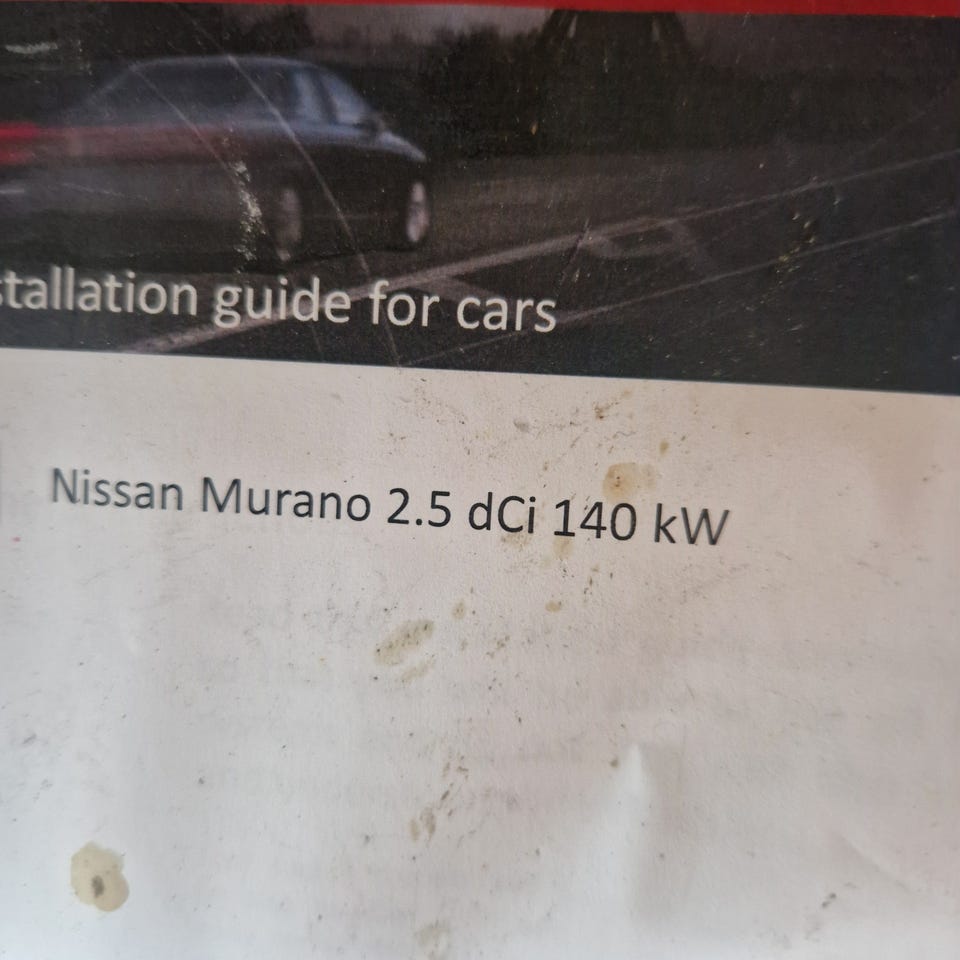 stallation guide for cars
Nissan Murano 2.5 dCi 140 kW